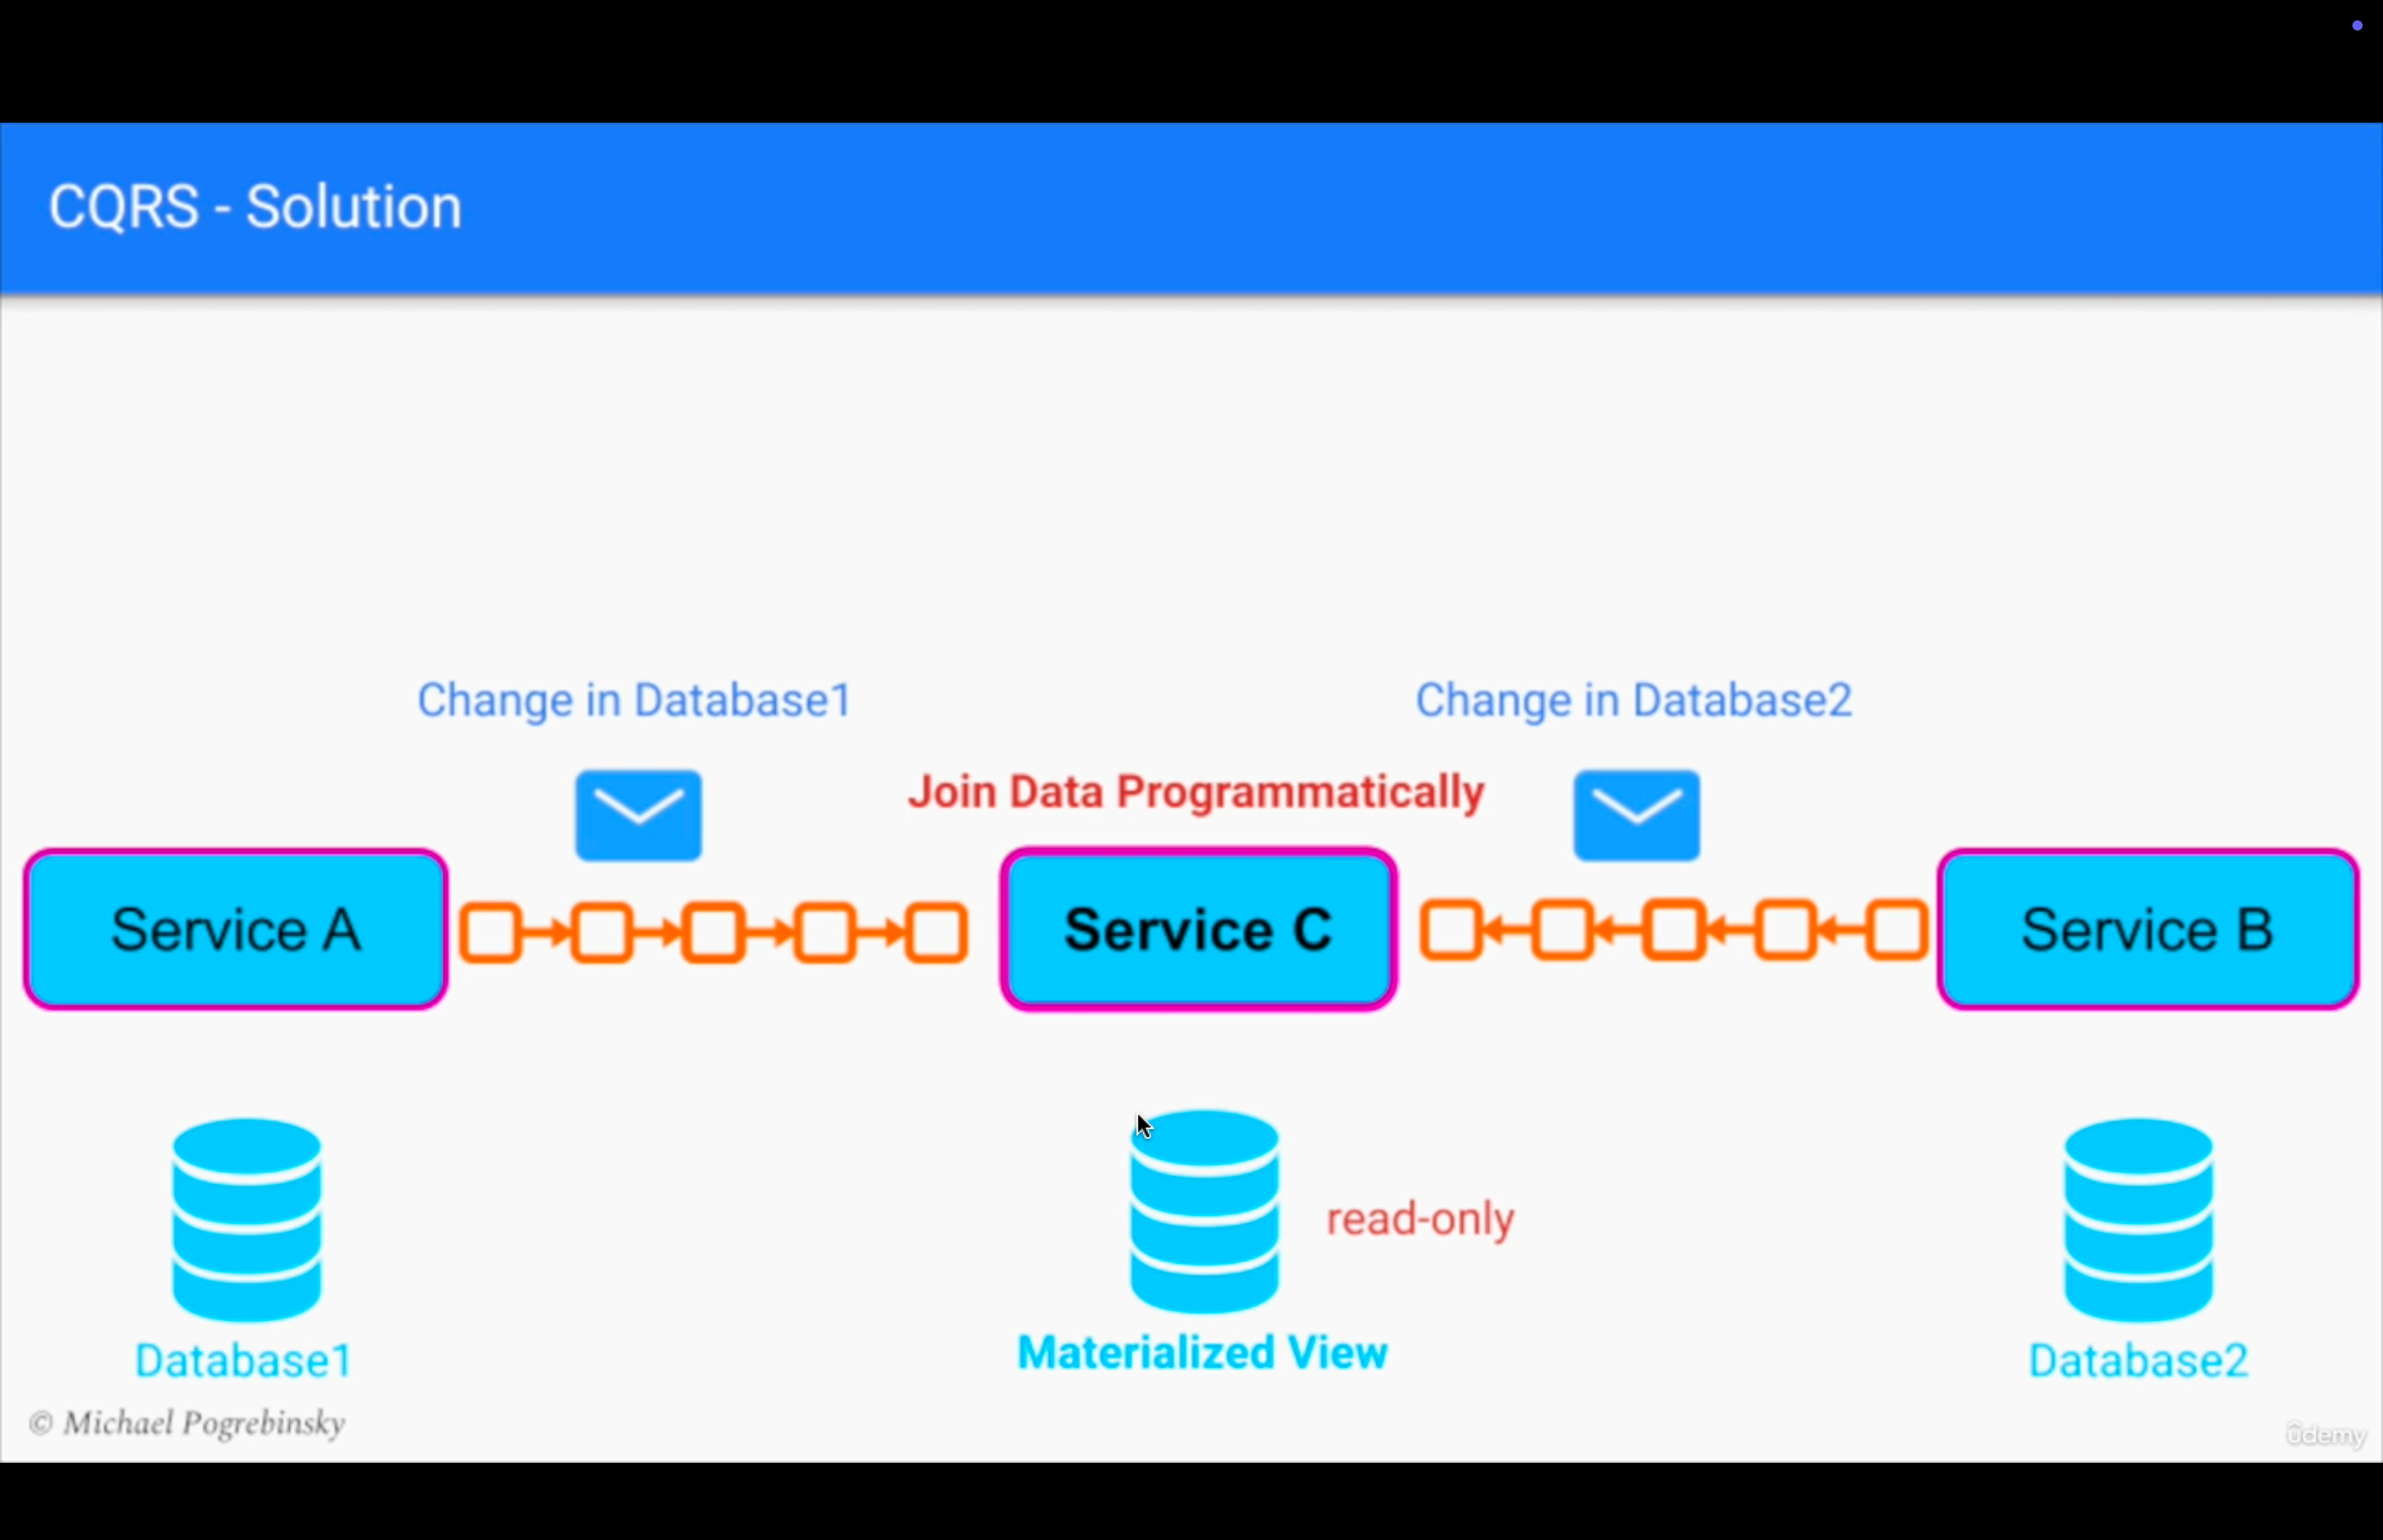 CQRS - Solution
Change in Database1
Change in Database2
Join Data Programmatically
Service A
Service C
Service B
read-only
Database1
Materialized View
Database2
© Michael Pogrebinsky
ûdemy